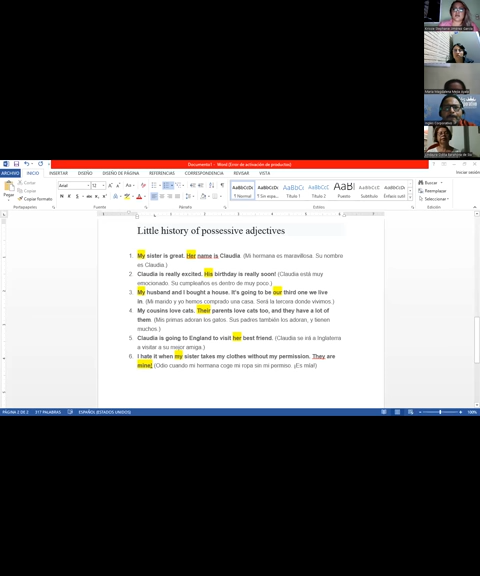 Documento1 - Word (Error de activación de productos)
ARCHIVO INICIO INSERTAR DISEÑO DISEÑO DE PÁGINA REFERENCIAS CORRESPONDENCIA REVISAR VISTA
Iniciar sesión
Cortar
Copiar
Copiar formato
Pegar
Arial 12
AaBbCcDc AaBbCcDc AaBbCc AaBbCcC AaBI AaBbCcC AaBbCcDc
¶ Normal
Título 1 Título 2 Puesto Subtítulo Énfasis sutil
Buscar
Reemplazar
Seleccionar
Portapapeles Fuente Párrafo Estilos Edición
Little history of possessive adjectives
1. My sister is great. Her name is Claudia (Mi hermana es maravillosa. Su nombre
es Claudia.)
2. Claudia is really excited. His birthday is really soon! (Claudia está muy
emocionado. Su cumpleaños es dentro de muy poco.)
3. My husband and I bought a house. It's going to be our third one we live
in. (Mi marido y yo hemos comprado una casa. Será la tercera donde vivimos.)
4. My cousins love cats. Their parents love cats too, and they have a lot of
them. (Mis primas adoran los gatos. Sus padres también los adoran, y tienen
muchos.)
5. Claudia is going to England to visit her best friend. (Claudia se irá a Inglaterra
a visitar a su mejor amiga.)
6. I hate it when my sister takes my clothes without my permission. They are
mine! (Odio cuando mi hermana coge mi ropa sin mi permiso. ¡Es mía!)
PÁGINA 2 DE 2 317 PALABRAS ESPAÑOL (ESTADOS UNIDOS)
100%